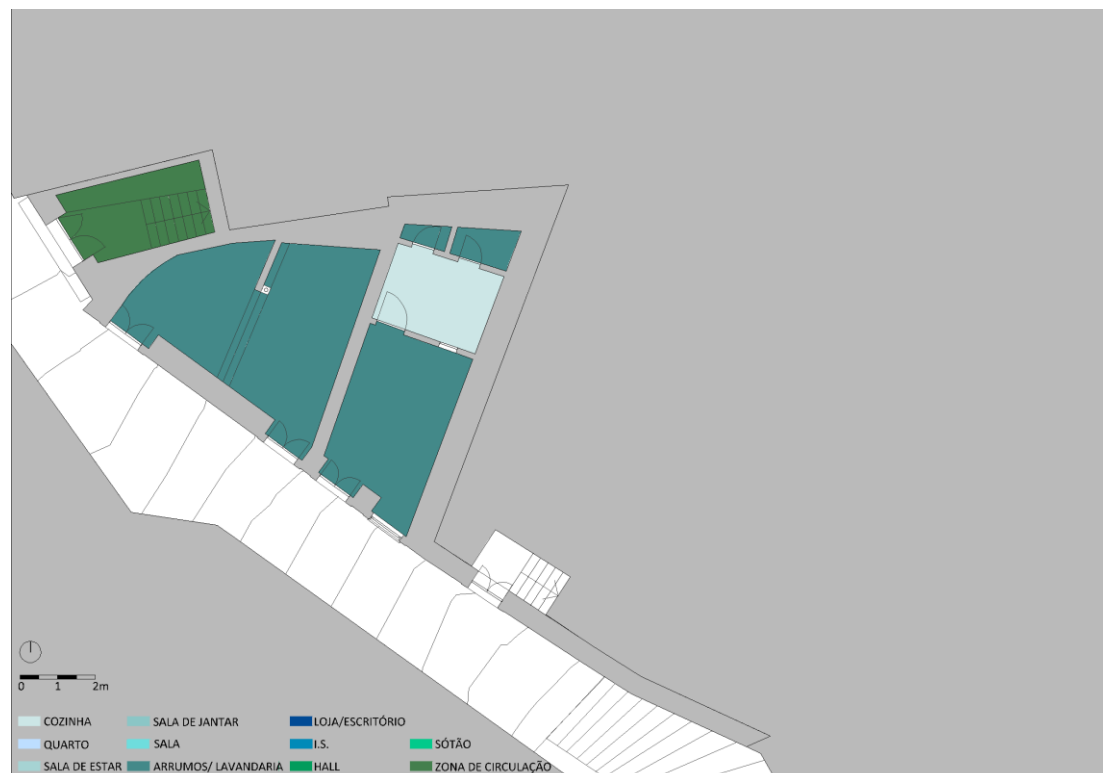 0 1 2m
COZINHA SALA DE JANTAR LOJA/ESCRITÓRIO
QUARTO SALA I.S. SÓTÃO
SALA DE ESTAR ARRUMOS/ LAVANDARIA HALL ZONA DE CIRCULAÇÃO